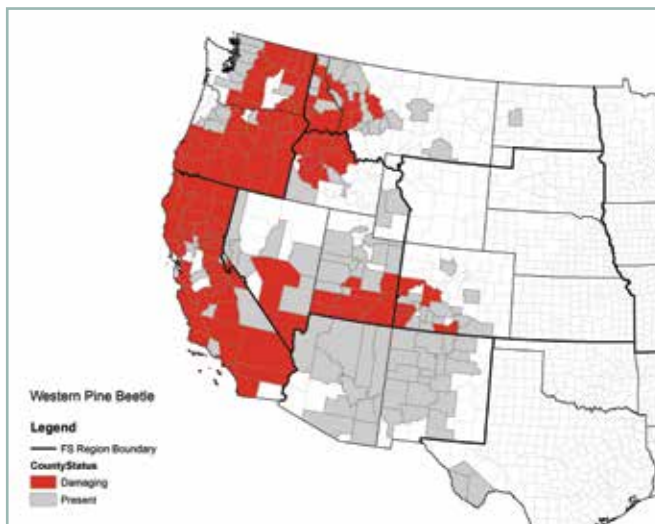 Western Pine Beetle
Legend
FS Region Boundary
CountyStatus
Damaging
Present